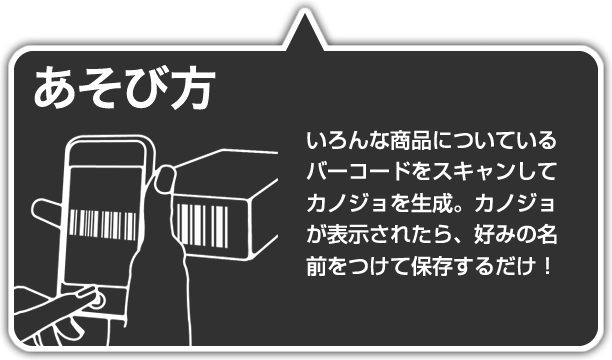 あそび方
いろんな商品についている
バーコードをスキャンして
カノジョを生成。カノジョ
が表示されたら、好みの名
前をつけて保存するだけ！